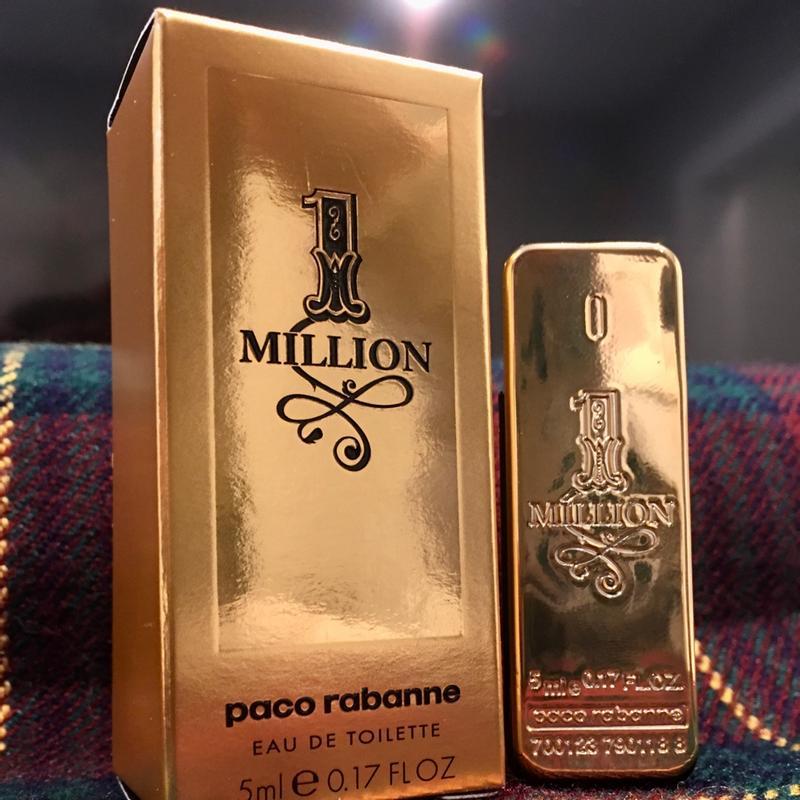 1
MILLION
paco rabanne
EAU DE TOILETTE
5ml e 0.17 FL OZ
0
1
MILLION
5ml e 0.17 FL.OZ.
paco rabanne